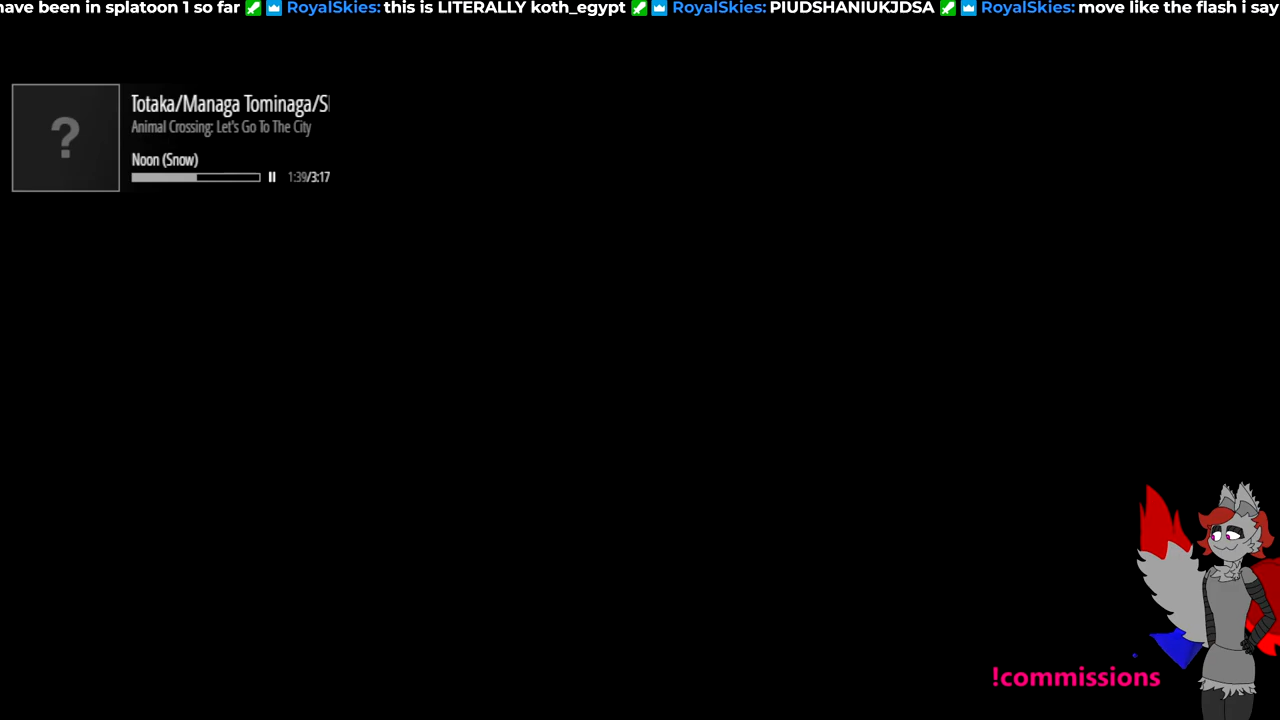 have been in splatoon 1 so far RoyalSkies: this is LITERALLY koth_egypt RoyalSkies: PIUDSHANIUKJDSA RoyalSkies: move like the flash i say
Totaka/Managa Tominaga/S
Animal Crossing: Let's Go To The City
?
Noon (Snow)
1:39/3:17
!commissions